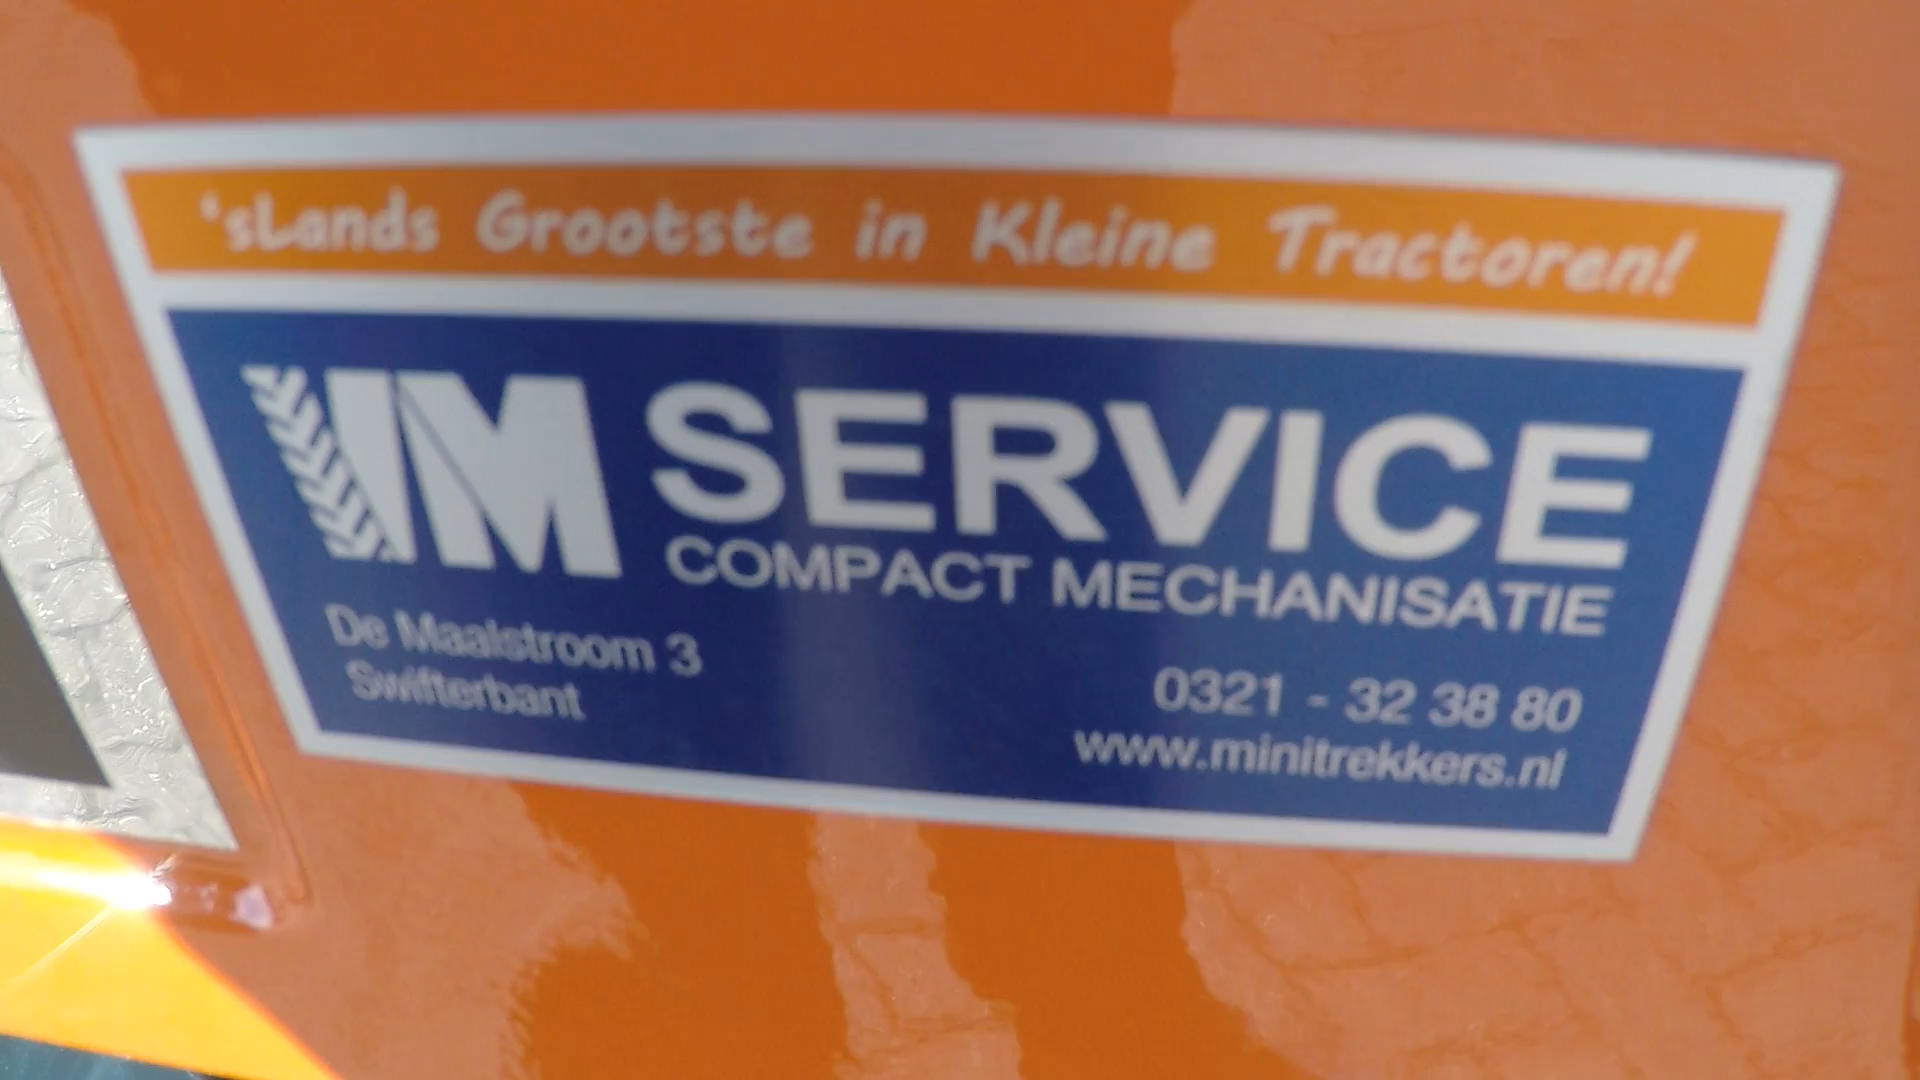 'sLands Grootste in Kleine Tractoren!
IM SERVICE
COMPACT MECHANISATIE
De Maalstroom 3
Swifterbant
0321 - 32 38 80
www.minitrekkers.nl